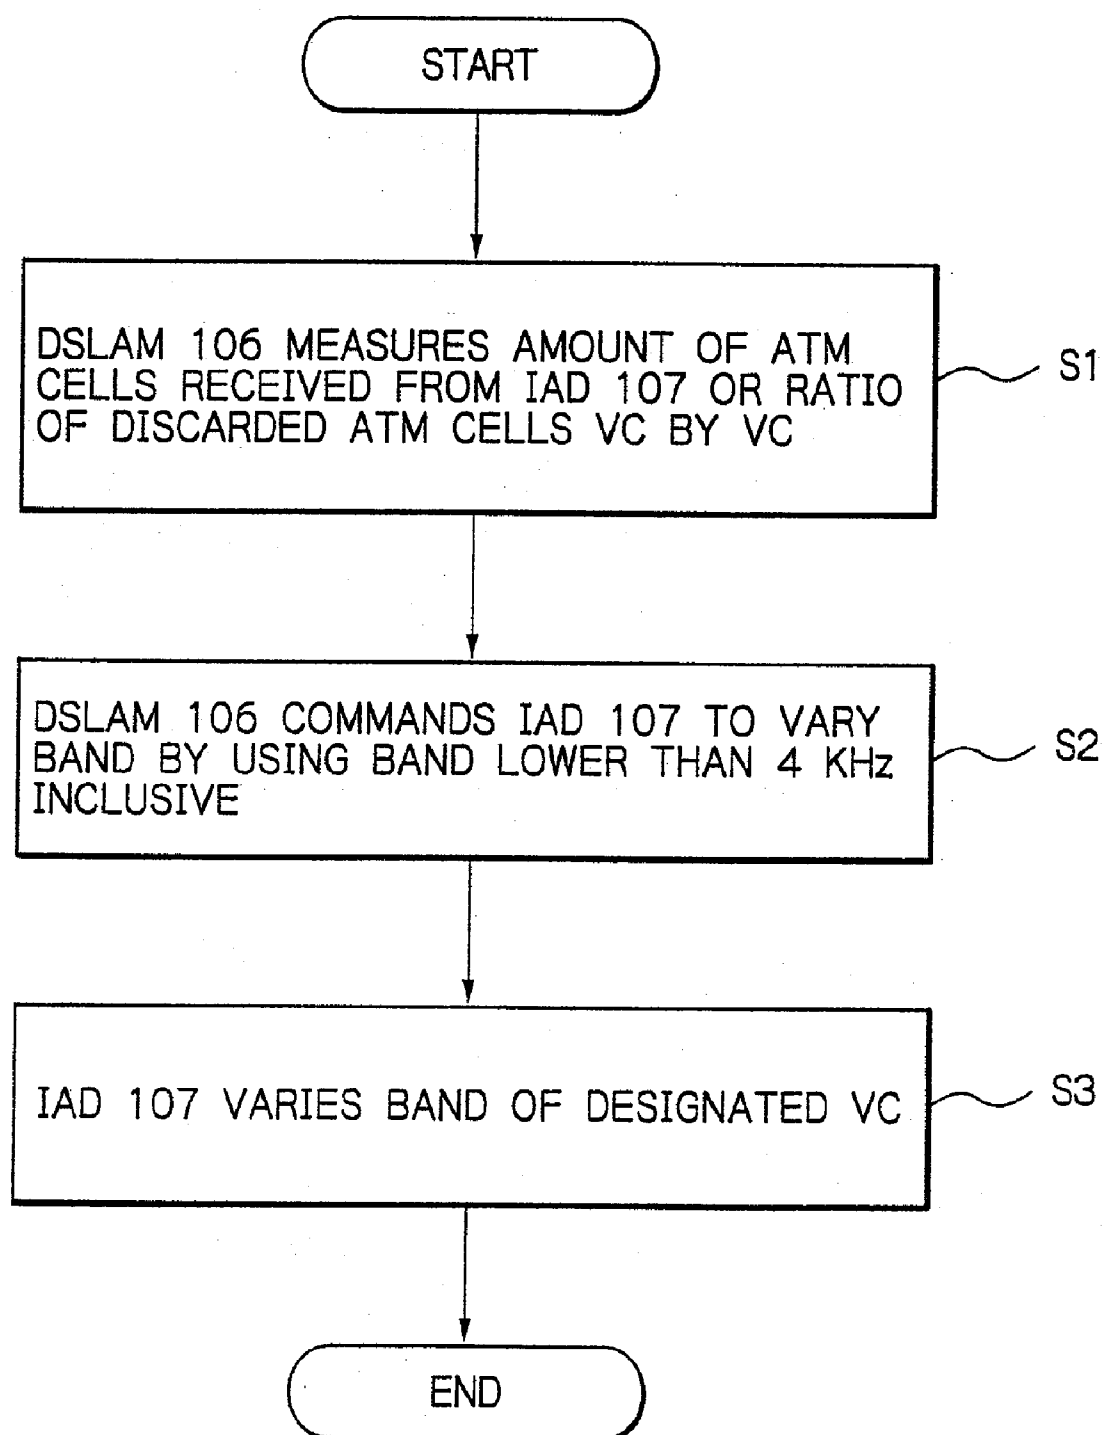 START
DSLAM 106 MEASURES AMOUNT OF ATM
CELLS RECEIVED FROM IAD 107 OR RATIO
OF DISCARDED ATM CELLS VC BY VC
S1
DSLAM 106 COMMANDS IAD 107 TO VARY
BAND BY USING BAND LOWER THAN 4 KHz
INCLUSIVE
S2
IAD 107 VARIES BAND OF DESIGNATED VC
S3
END